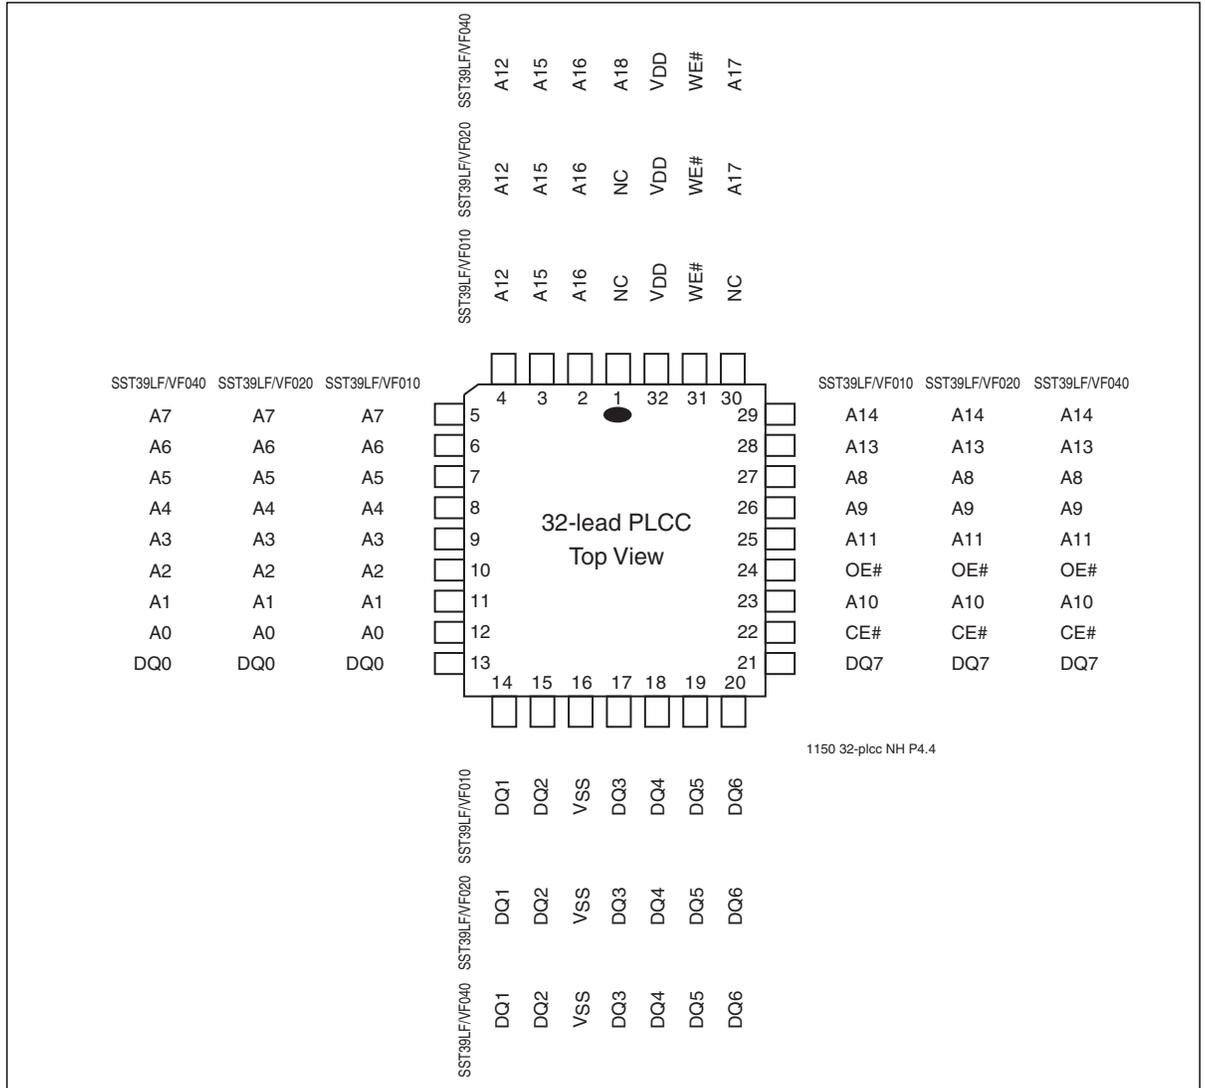 SST39LF/VF040 A12 A15 A16 A18 VDD WE# A17
SST39LF/VF020 A12 A15 A16 NC VDD WE# A17
SST39LF/VF010 A12 A15 A16 NC VDD WE# NC
SST39LF/VF040 SST39LF/VF020 SST39LF/VF010 SST39LF/VF010 SST39LF/VF020 SST39LF/VF040
4 3 2 1 32 31 30
A7 A7 A7 5 29 A14 A14 A14
A6 A6 A6 6 28 A13 A13 A13
A5 A5 A5 7 27 A8 A8 A8
A4 A4 A4 8 26 A9 A9 A9
32-lead PLCC
A3 A3 A3 9 25 A11 A11 A11
Top View
A2 A2 A2 10 24 OE# OE# OE#
A1 A1 A1 11 23 A10 A10 A10
A0 A0 A0 12 22 CE# CE# CE#
DQ0 DQ0 DQ0 13 21 DQ7 DQ7 DQ7
14 15 16 17 18 19 20
1150 32-plcc NH P4.4
SST39LF/VF010 DQ1 DQ2 VSS DQ3 DQ4 DQ5 DQ6
SST39LF/VF020 DQ1 DQ2 VSS DQ3 DQ4 DQ5 DQ6
SST39LF/VF040 DQ1 DQ2 VSS DQ3 DQ4 DQ5 DQ6